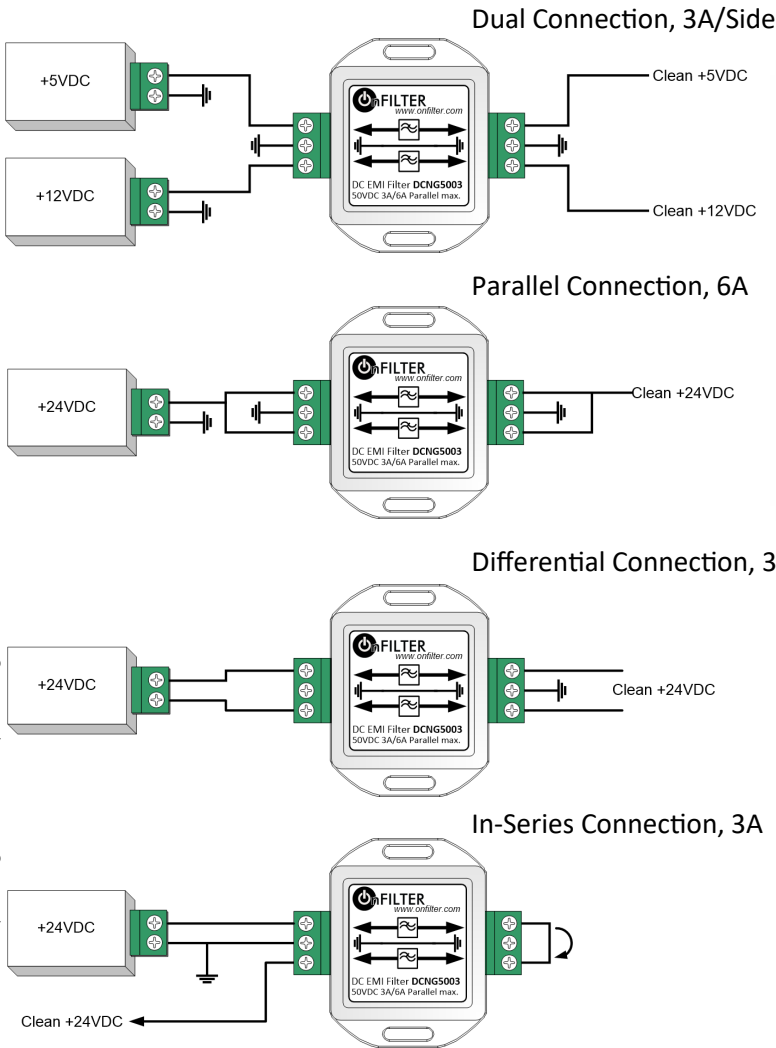 Dual Connection, 3A/Side
+5VDC
+12VDC
OnFILTER
www.onfilter.com
DC EMI Filter DCNG5003
50VDC 3A/6A Parallel max.
Clean +5VDC
Clean +12VDC
Parallel Connection, 6A
+24VDC
OnFILTER
www.onfilter.com
DC EMI Filter DCNG5003
50VDC 3A/6A Parallel max.
Clean +24VDC
Differential Connection, 3
+24VDC
OnFILTER
www.onfilter.com
DC EMI Filter DCNG5003
50VDC 3A/6A Parallel max.
Clean +24VDC
In-Series Connection, 3A
+24VDC
OnFILTER
www.onfilter.com
DC EMI Filter DCNG5003
50VDC 3A/6A Parallel max.
Clean +24VDC